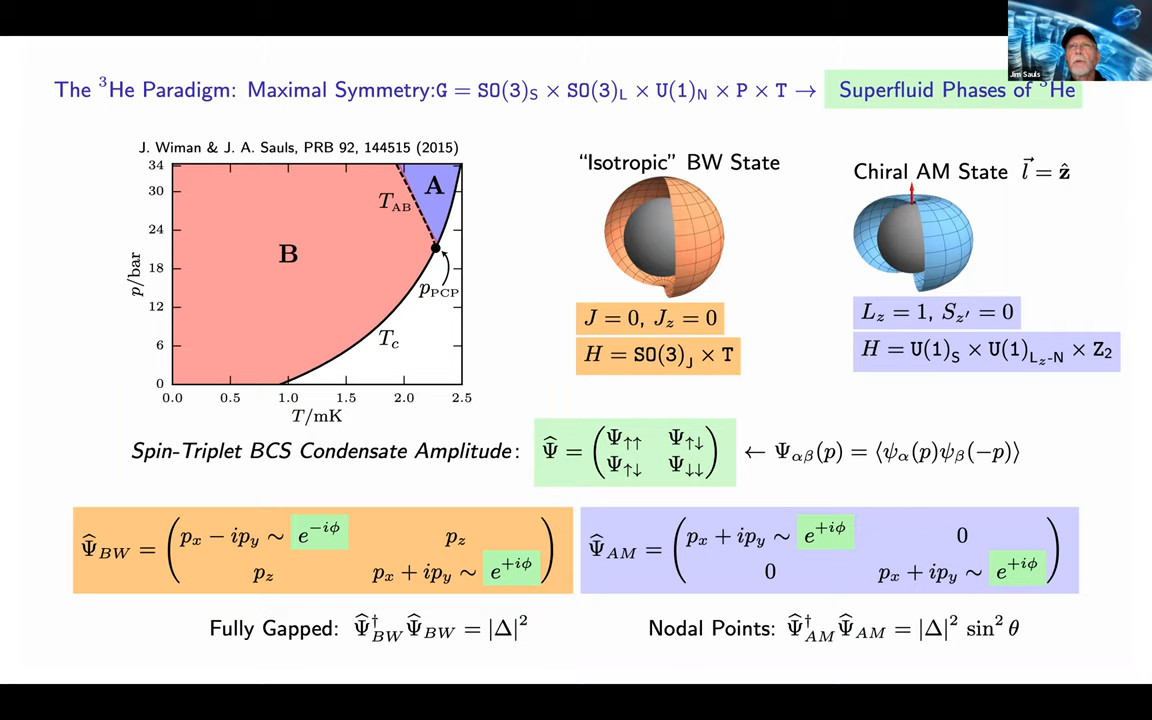 Jim Sauls
The ³He Paradigm: Maximal Symmetry:G = SO(3)_S × SO(3)_L × U(1)_N × P × T → Superfluid Phases of ³He
J. Wiman & J. A. Sauls, PRB 92, 144515 (2015)
34
30
24
18
12
6
0
p/bar
A
B
T_AB
p_PCP
T_c
0.0 0.5 1.0 1.5 2.0 2.5
T/mK
“Isotropic” BW State
J = 0, J_z = 0
H = SO(3)_J × T
Chiral AM State l⃗ = ẑ
L_z = 1, S_z′ = 0
H = U(1)_S × U(1)_{L_z-N} × Z_2
Spin-Triplet BCS Condensate Amplitude: Ψ̂ = ( Ψ↑↑ Ψ↑↓
Ψ↑↓ Ψ↓↓ ) ← Ψ_αβ(p) = ⟨ψ_α(p)ψ_β(−p)⟩
Ψ̂_BW = ( p_x − ip_y ∼ e^{−iϕ} p_z
p_z p_x + ip_y ∼ e^{+iϕ} )
Ψ̂_AM = ( p_x + ip_y ∼ e^{+iϕ} 0
0 p_x + ip_y ∼ e^{+iϕ} )
Fully Gapped: Ψ̂†_BW Ψ̂_BW = |Δ|²
Nodal Points: Ψ̂†_AM Ψ̂_AM = |Δ|² sin² θ